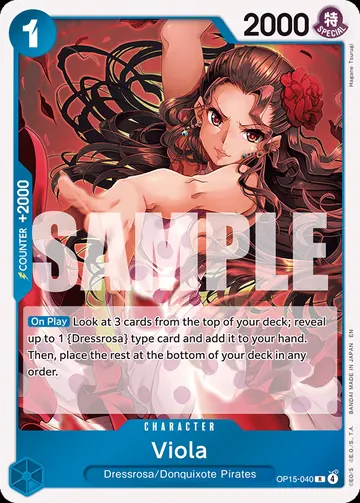 1
2000
特
SPECIAL
Hagane Tsurugi
COUNTER +2000
SAMPLE
On Play Look at 3 cards from the top of your deck; reveal
up to 1 {Dressrosa} type card and add it to your hand.
Then, place the rest at the bottom of your deck in any
order.
CHARACTER
Viola
Dressrosa/Donquixote Pirates
OP15-040 R 4
©E.O./S. ©E.O./S., T.A.
BANDAI MADE IN JAPAN EN